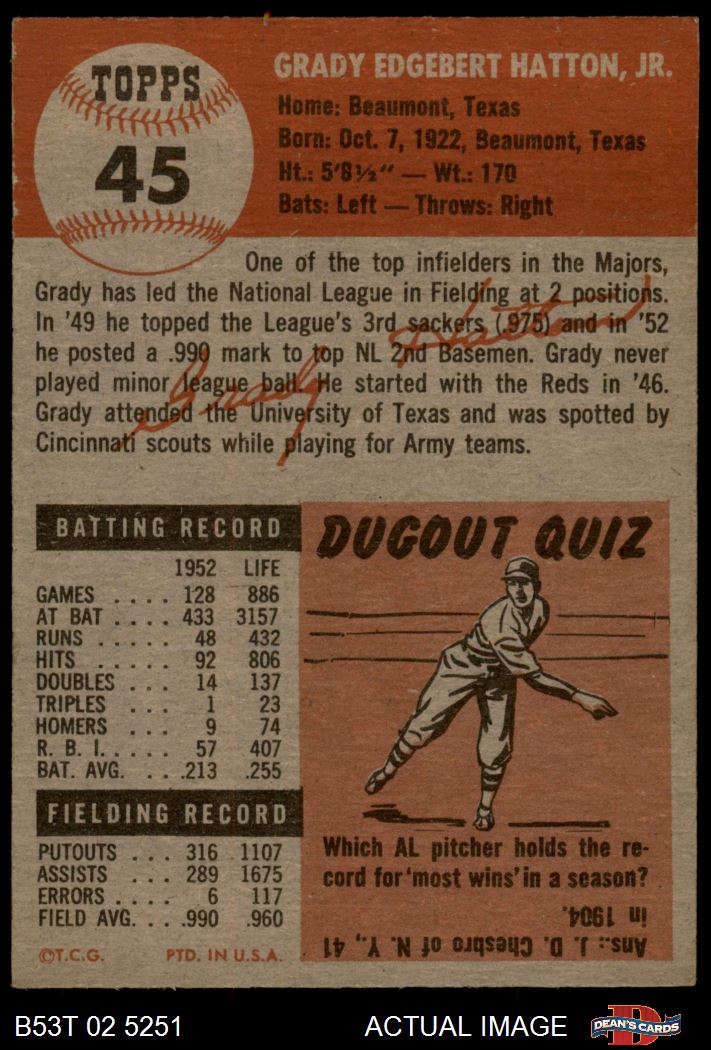 TOPPS
45
GRADY EDGEBERT HATTON, JR.
Home: Beaumont, Texas
Born: Oct. 7, 1922, Beaumont, Texas
Ht.: 5'8½" — Wt.: 170
Bats: Left — Throws: Right
One of the top infielders in the Majors,
Grady has led the National League in Fielding at 2 positions.
In '49 he topped the League's 3rd sackers (.975) and in '52
he posted a .990 mark to top NL 2nd Basemen. Grady never
played minor league ball. He started with the Reds in '46.
Grady attended the University of Texas and was spotted by
Cincinnati scouts while playing for Army teams.
Grady Hatton
BATTING RECORD
1952 LIFE
GAMES .... 128 886
AT BAT .... 433 3157
RUNS ..... 48 432
HITS ..... 92 806
DOUBLES ... 14 137
TRIPLES ... 1 23
HOMERS ... 9 74
R. B. I. .... 57 407
BAT. AVG. ... .213 .255
FIELDING RECORD
PUTOUTS ... 316 1107
ASSISTS ... 289 1675
ERRORS .... 6 117
FIELD AVG. ... .990 .960
©T.C.G. PTD. IN U.S.A.
DUGOUT QUIZ
Which AL pitcher holds the re-
cord for 'most wins' in a season?
Ans.: J. D. Chesbro of N. Y., 41
in 1904.
B53T 02 5251
ACTUAL IMAGE
D
DEAN'S CARDS